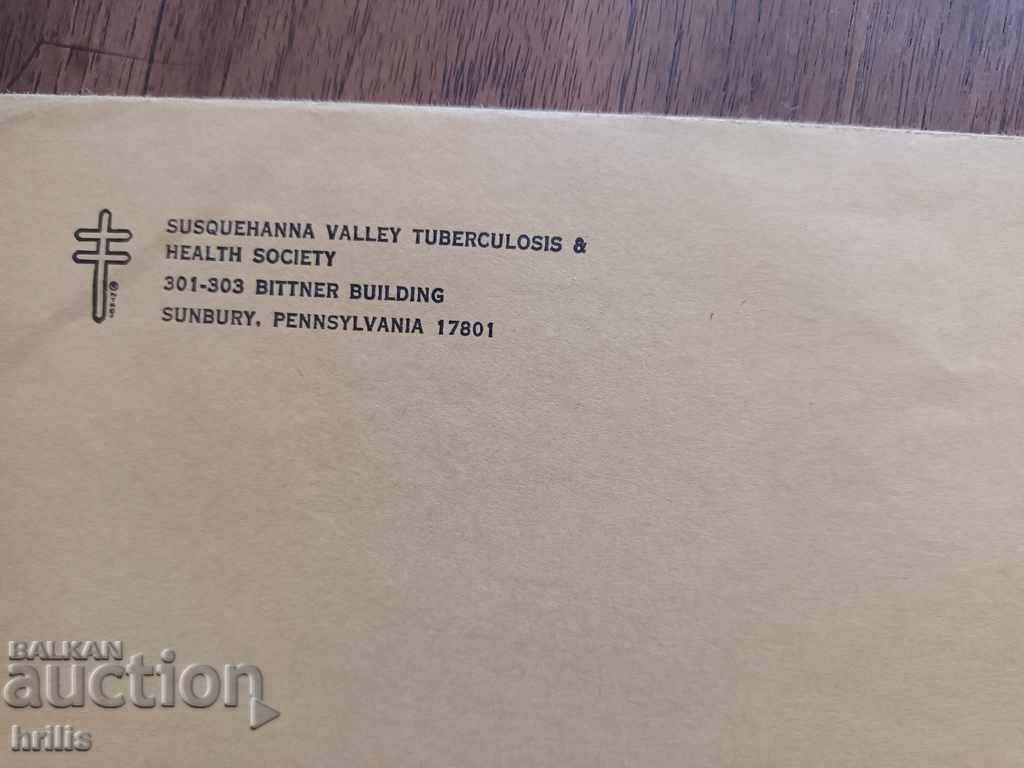 SUSQUEHANNA VALLEY TUBERCULOSIS &
HEALTH SOCIETY
301-303 BITTNER BUILDING
SUNBURY, PENNSYLVANIA 17801
BALKAN
auction
hrilis